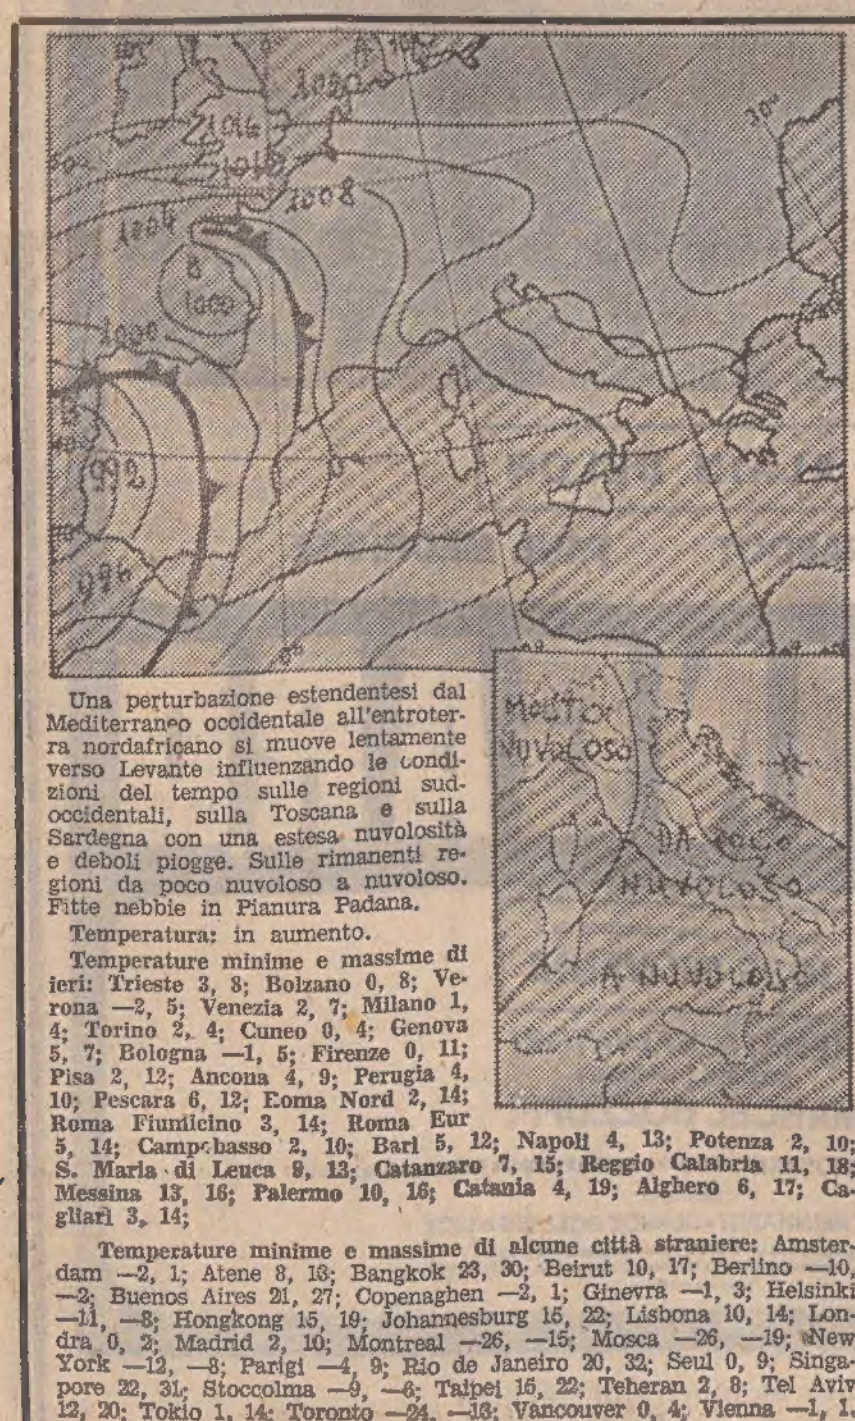 1020
1016
1012
1008
1004
30°
B
1000
1000
992
996
0°
MOLTO
NUVOLOSO
DA POCO
NUVOLOSO
A NUVOLOSO
Una perturbazione estendentesi dal
Mediterraneo occidentale all'entroter-
ra nordafricano si muove lentamente
verso Levante influenzando le condi-
zioni del tempo sulle regioni sud-
occidentali, sulla Toscana e sulla
Sardegna con una estesa nuvolosità
e deboli piogge. Sulle rimanenti re-
gioni da poco nuvoloso a nuvoloso.
Fitte nebbie in Pianura Padana.
Temperatura: in aumento.
Temperature minime e massime di
ieri: Trieste 3, 8; Bolzano 0, 8; Ve-
rona —2, 5; Venezia 2, 7; Milano 1,
4; Torino 2, 4; Cuneo 0, 4; Genova
5, 7; Bologna —1, 5; Firenze 0, 11;
Pisa 2, 12; Ancona 4, 9; Perugia 4,
10; Pescara 6, 12; Roma Nord 2, 14;
Roma Fiumicino 3, 14; Roma Eur
5, 14; Campobasso 2, 10; Bari 5, 12; Napoli 4, 13; Potenza 2, 10;
S. Maria di Leuca 9, 13; Catanzaro 7, 15; Reggio Calabria 11, 18;
Messina 13, 16; Palermo 10, 16; Catania 4, 19; Alghero 6, 17; Ca-
gliari 3, 14;
Temperature minime e massime di alcune città straniere: Amster-
dam —2, 1; Atene 8, 13; Bangkok 23, 30; Beirut 10, 17; Berlino —10,
—2; Buenos Aires 21, 27; Copenaghen —2, 1; Ginevra —1, 3; Helsinki
—11, —8; Hongkong 15, 19; Johannesburg 15, 22; Lisbona 10, 14; Lon-
dra 0, 2; Madrid 2, 10; Montreal —26, —15; Mosca —26, —19; New
York —12, —8; Parigi —4, 9; Rio de Janeiro 20, 32; Seul 0, 9; Singa-
pore 22, 31; Stoccolma —9, —6; Taipei 15, 22; Teheran 2, 8; Tel Aviv
12, 20; Tokio 1, 14; Toronto —24, —13; Vancouver 0, 4; Vienna —1, 1.